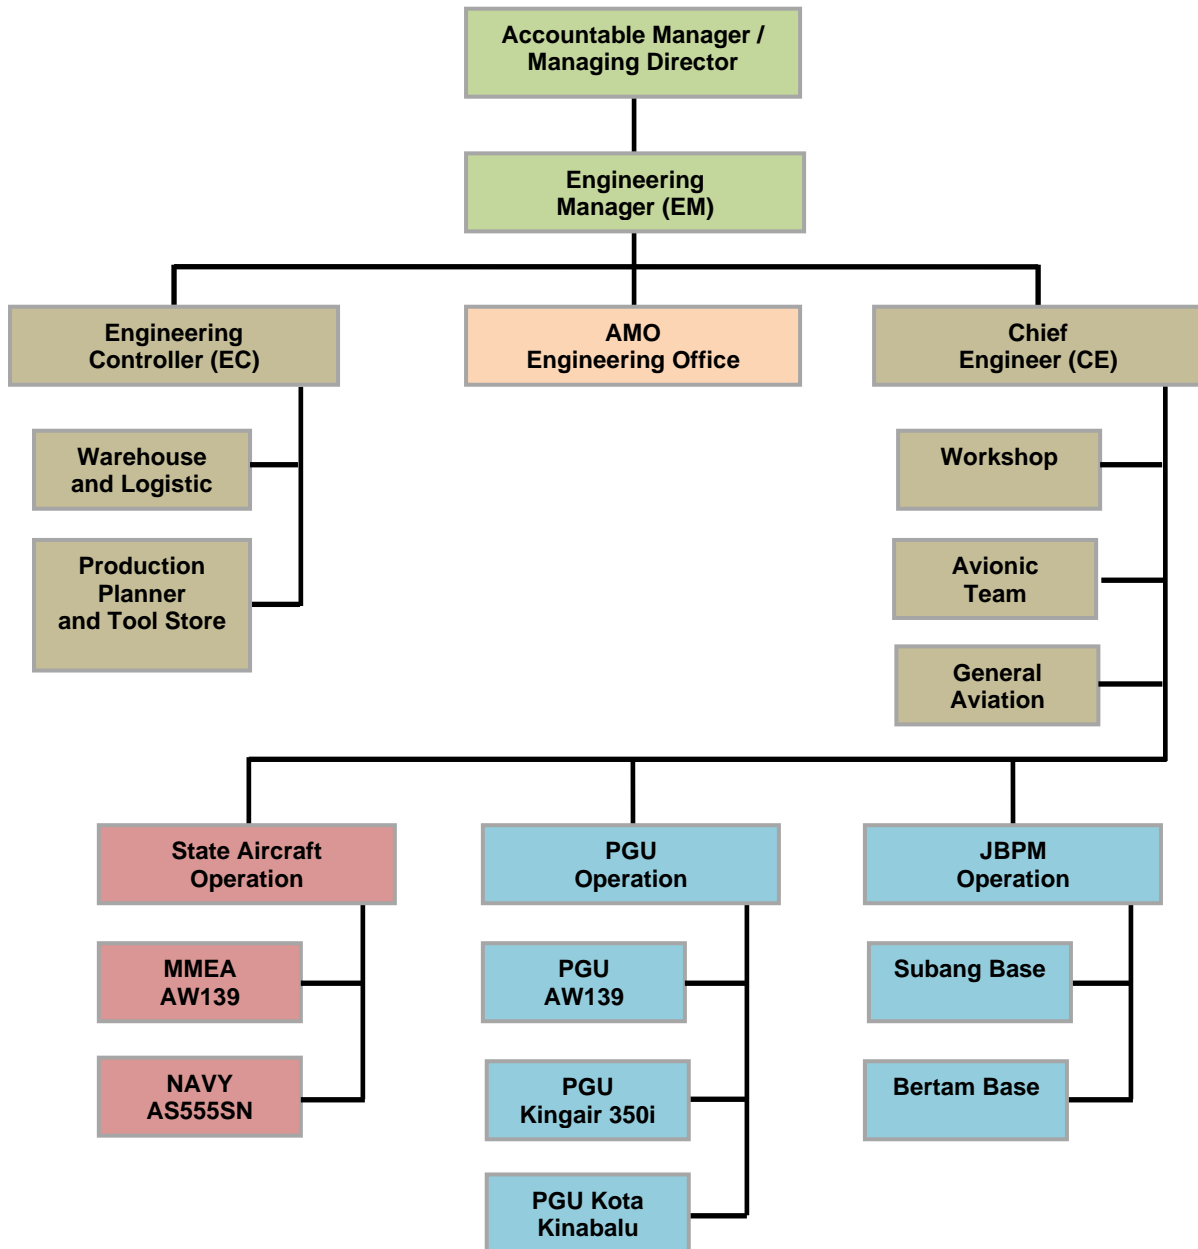 Accountable Manager /
Managing Director
Engineering
Manager (EM)
Engineering
Controller (EC)
AMO
Engineering Office
Chief
Engineer (CE)
Warehouse
and Logistic
Workshop
Production
Planner
and Tool Store
Avionic
Team
General
Aviation
State Aircraft
Operation
PGU
Operation
JBPM
Operation
MMEA
AW139
PGU
AW139
Subang Base
NAVY
AS555SN
PGU
Kingair 350i
Bertam Base
PGU Kota
Kinabalu